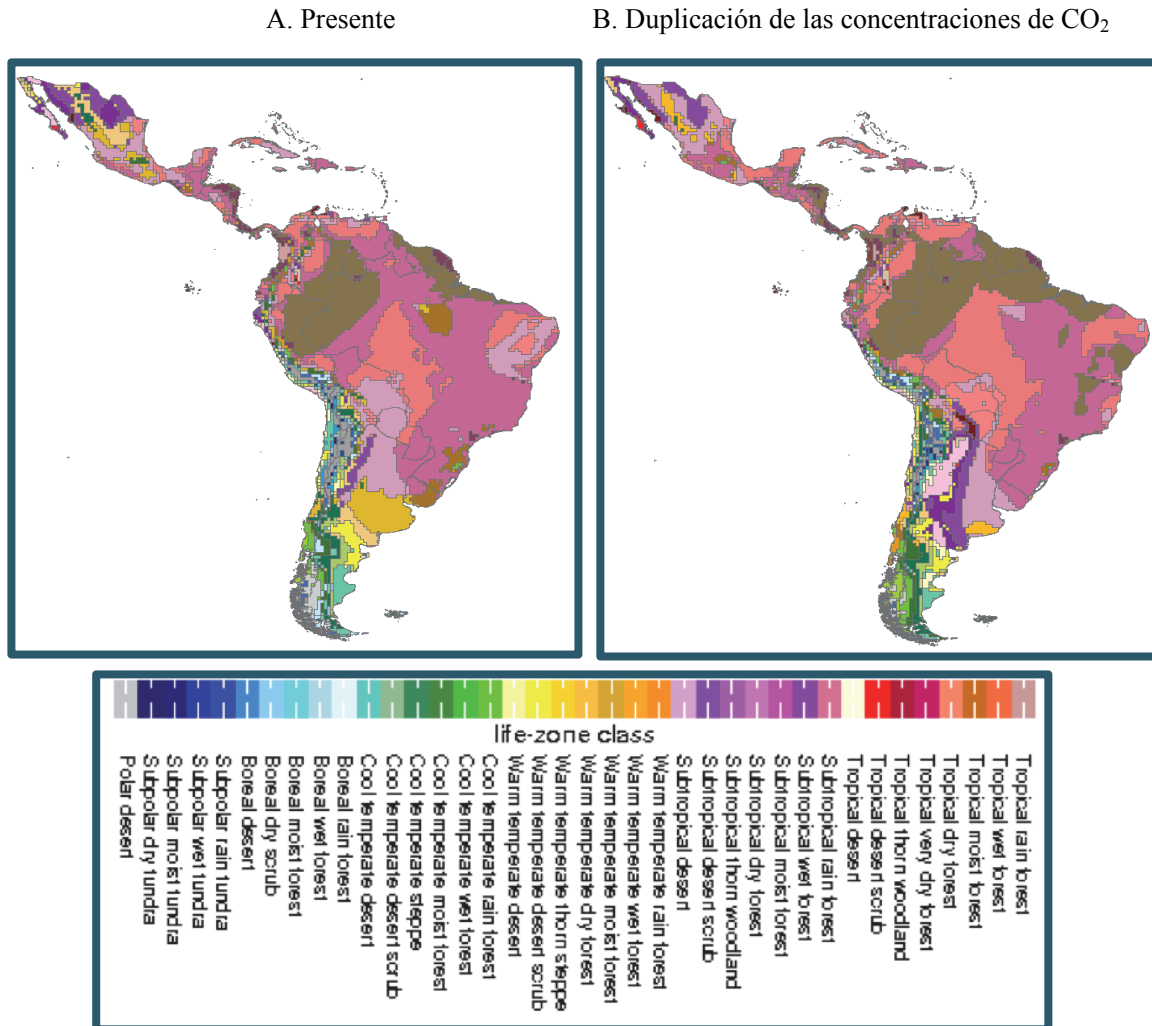 A. Presente
B. Duplicación de las concentraciones de CO₂
life-zone class
Polar desert
Subpolar dry tundra
Subpolar moist tundra
Subpolar wet tundra
Subpolar rain tundra
Boreal desert
Boreal dry scrub
Boreal moist forest
Boreal wet forest
Boreal rain forest
Cool temperate desert
Cool temperate desert scrub
Cool temperate steppe
Cool temperate moist forest
Cool temperate wet forest
Cool temperate rain forest
Warm temperate desert
Warm temperate desert scrub
Warm temperate thorn steppe
Warm temperate dry forest
Warm temperate moist forest
Warm temperate wet forest
Warm temperate rain forest
Subtropical desert
Subtropical desert scrub
Subtropical thorn woodland
Subtropical dry forest
Subtropical moist forest
Subtropical wet forest
Subtropical rain forest
Tropical desert
Tropical desert scrub
Tropical thorn woodland
Tropical very dry forest
Tropical dry forest
Tropical moist forest
Tropical wet forest
Tropical rain forest